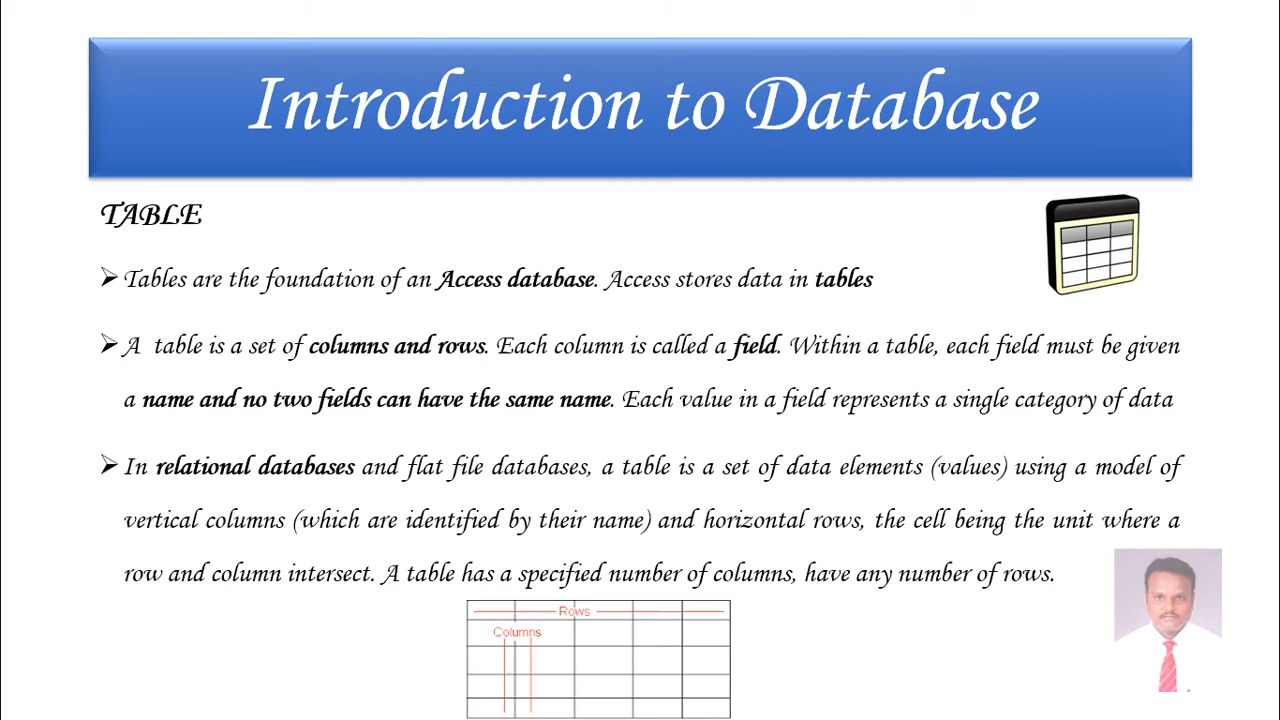 Introduction to Database
TABLE
➢ Tables are the foundation of an Access database. Access stores data in tables
➢ A table is a set of columns and rows. Each column is called a field. Within a table, each field must be given
a name and no two fields can have the same name. Each value in a field represents a single category of data
➢ In relational databases and flat file databases, a table is a set of data elements (values) using a model of
vertical columns (which are identified by their name) and horizontal rows, the cell being the unit where a
row and column intersect. A table has a specified number of columns, have any number of rows.
Rows
Columns